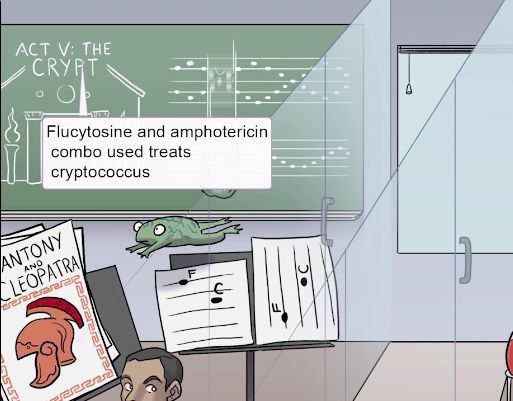 ACT V: THE
CRYPT
Flucytosine and amphotericin
combo used treats
cryptococcus
ANTONY
AND
CLEOPATRA
F
C
F
C